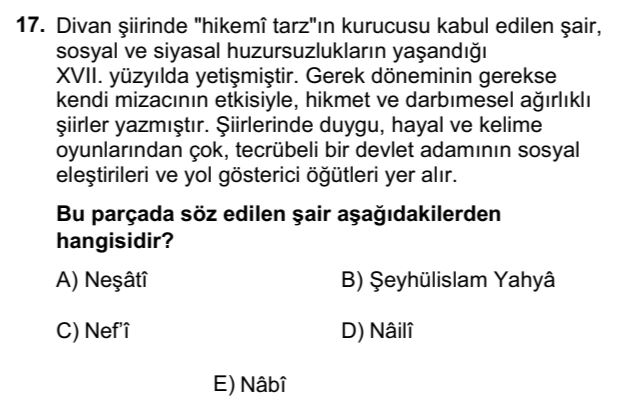 17. Divan şiirinde "hikemî tarz"ın kurucusu kabul edilen şair,
sosyal ve siyasal huzursuzlukların yaşandığı
XVII. yüzyılda yetişmiştir. Gerek döneminin gerekse
kendi mizacının etkisiyle, hikmet ve darbımesel ağırlıklı
şiirler yazmıştır. Şiirlerinde duygu, hayal ve kelime
oyunlarından çok, tecrübeli bir devlet adamının sosyal
eleştirileri ve yol gösterici öğütleri yer alır.
Bu parçada söz edilen şair aşağıdakilerden
hangisidir?
A) Neşâtî B) Şeyhülislam Yahyâ
C) Nef'î D) Nâilî
E) Nâbî